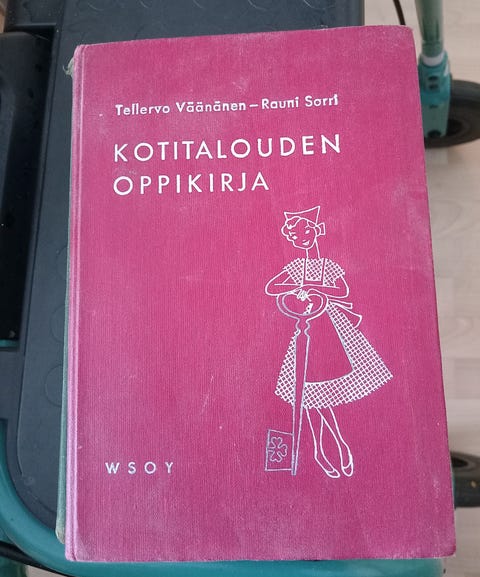 Tellervo Väänänen – Rauni Sorri
KOTITALOUDEN
OPPIKIRJA
WSOY